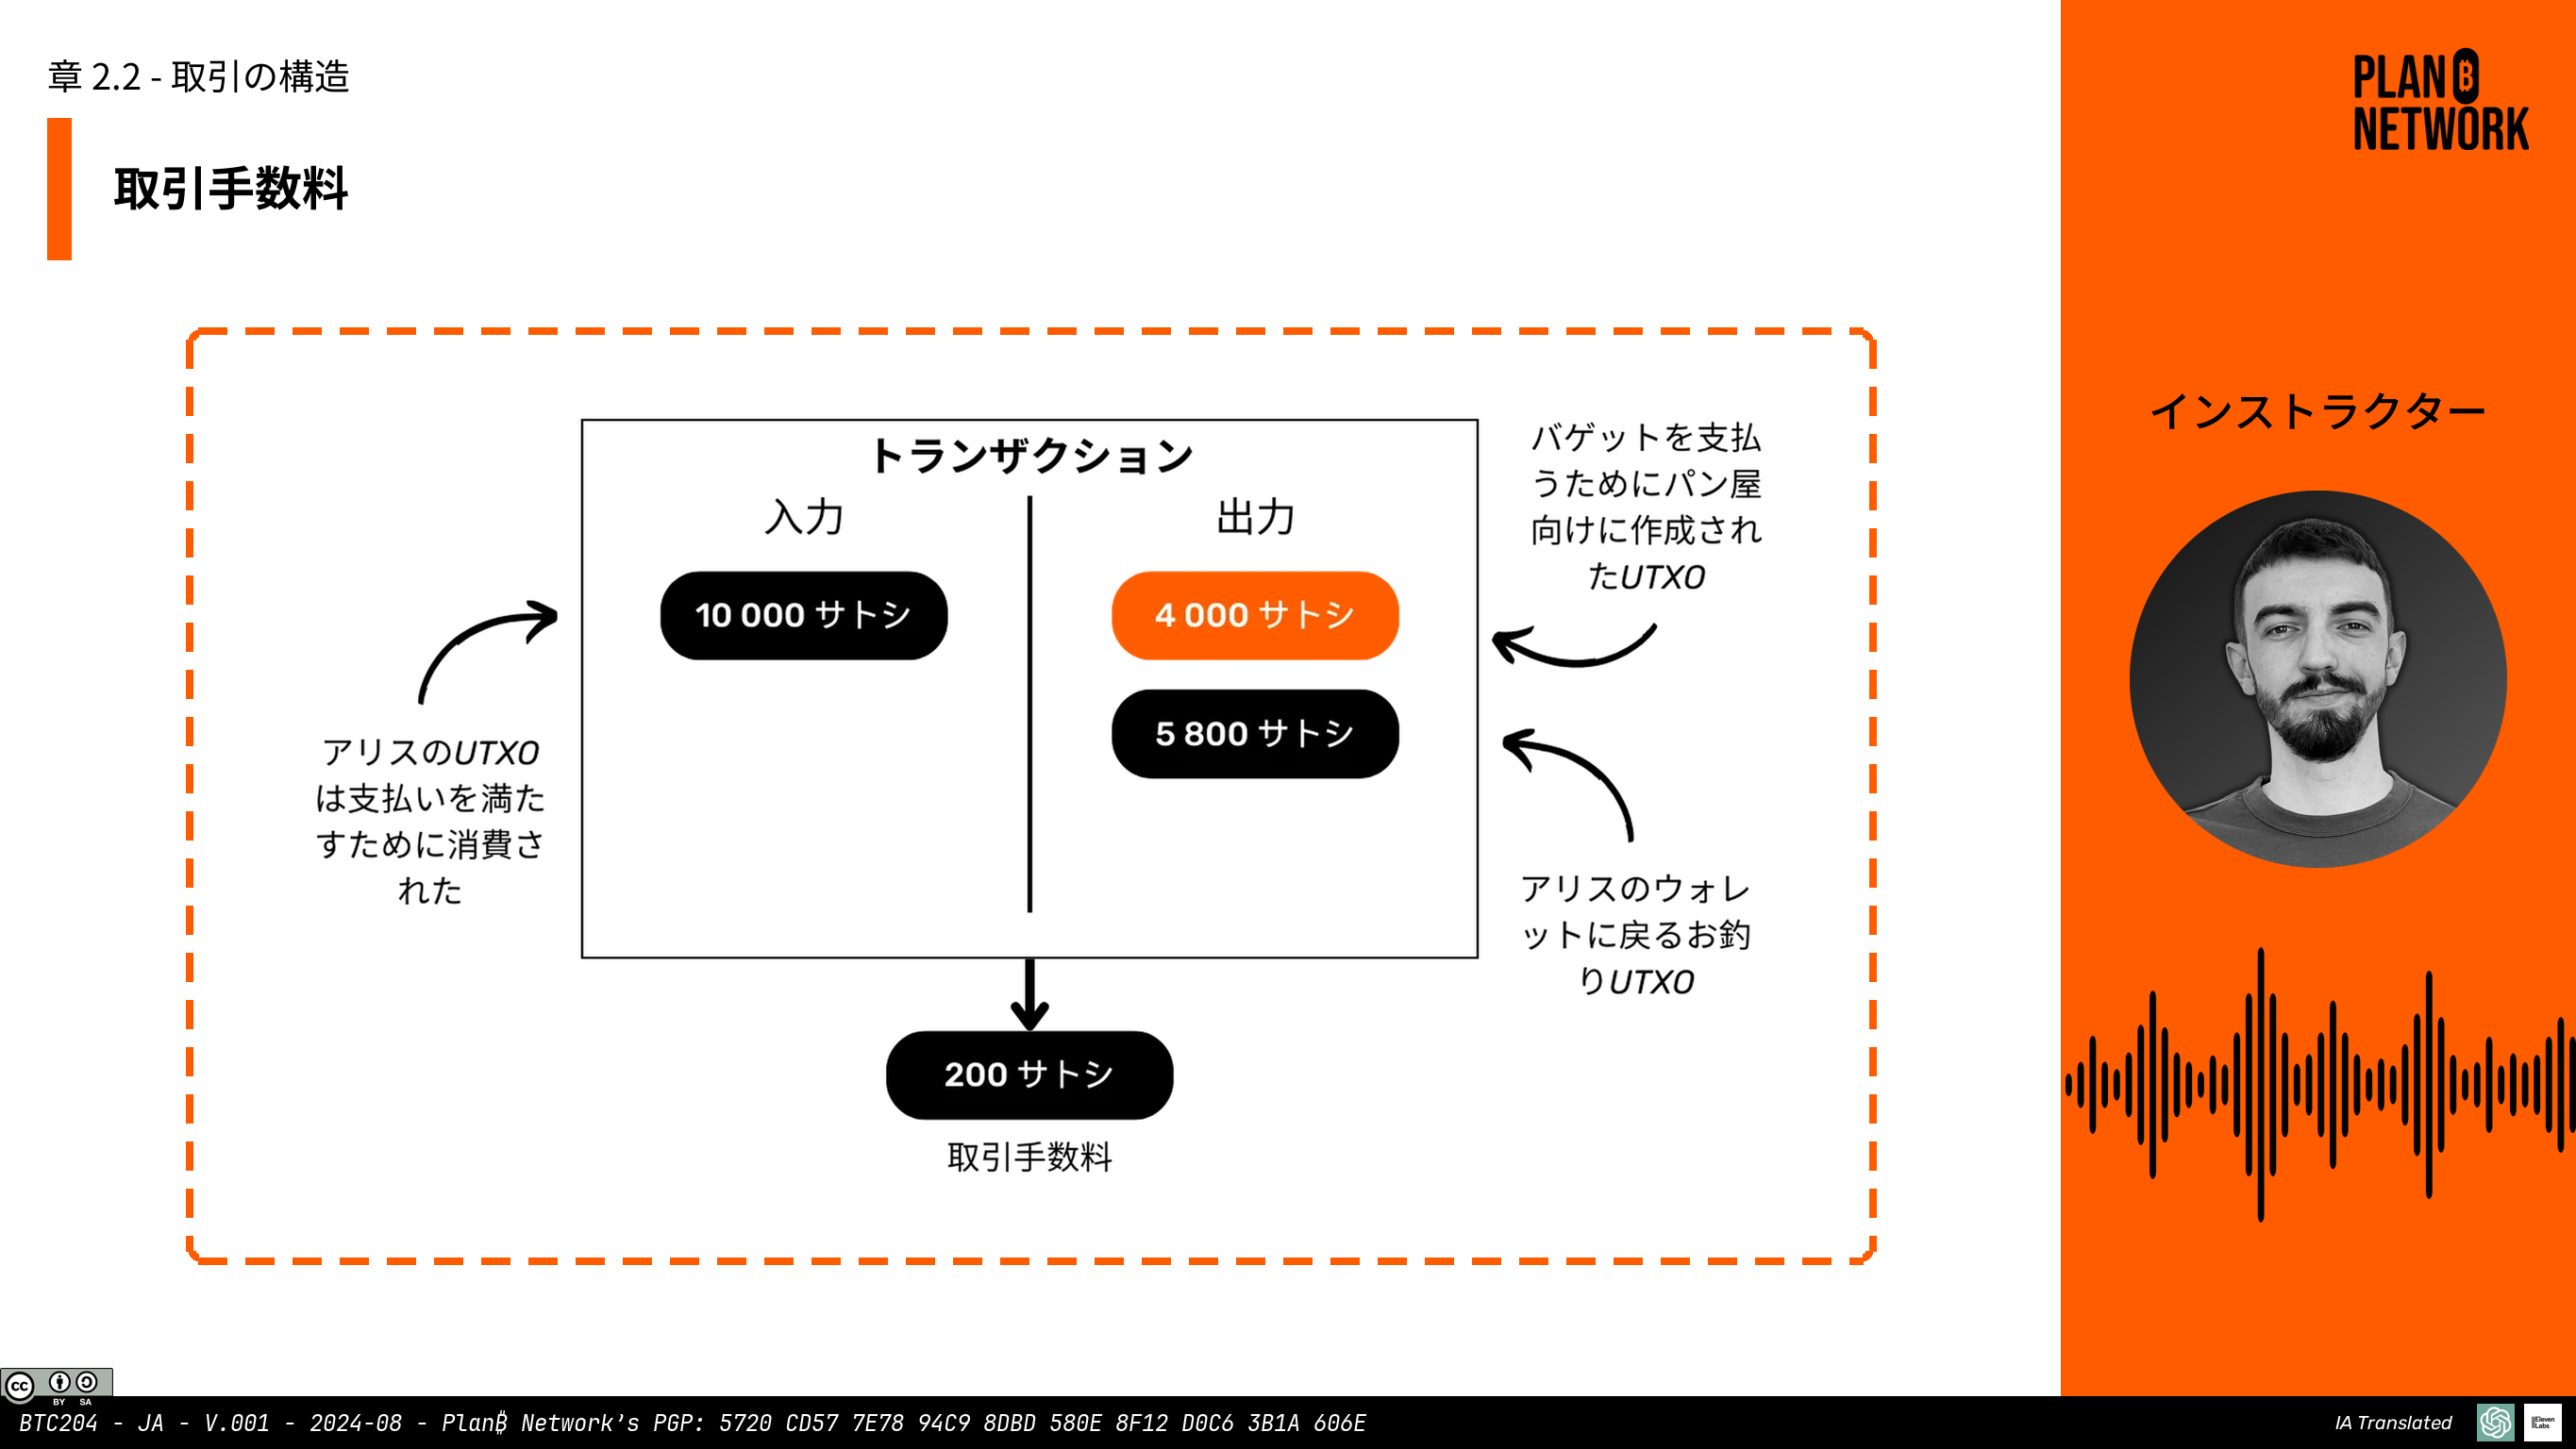 章 2.2 - 取引の構造
取引手数料
PLAN ₿
NETWORK
インストラクター
トランザクション
入力
出力
10 000 サトシ
4 000 サトシ
5 800 サトシ
バゲットを支払
うためにパン屋
向けに作成され
たUTXO
アリスのUTXO
は支払いを満た
すために消費さ
れた
アリスのウォレ
ットに戻るお釣
りUTXO
200 サトシ
取引手数料
cc
BY SA
BTC204 - JA - V.001 - 2024-08 - Plan₿ Network's PGP: 5720 CD57 7E78 94C9 8DBD 580E 8F12 D0C6 3B1A 606E
IA Translated
ElevenLabs